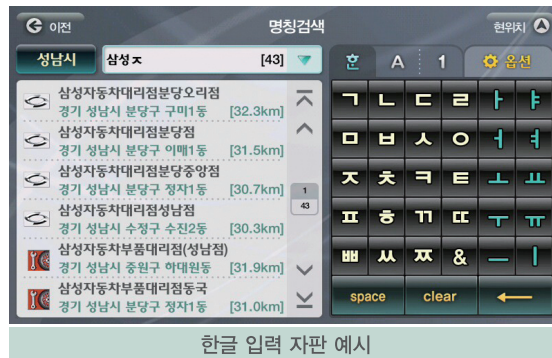 이전
명칭검색
현위치
성남시
삼성ㅈ [43]
한 A 1
옵션
삼성자동차대리점분당오리점
경기 성남시 분당구 구미1동 [32.3km]
삼성자동차대리점분당점
경기 성남시 분당구 이매1동 [31.5km]
삼성자동차대리점분당중앙점
경기 성남시 분당구 정자1동 [30.7km]
삼성자동차대리점성남점
경기 성남시 수정구 수진2동 [30.3km]
삼성자동차부품대리점(성남점)
경기 성남시 중원구 하대원동 [31.9km]
삼성자동차부품대리점동국
경기 성남시 분당구 정자1동 [31.0km]
1
43
ㄱ ㄴ ㄷ ㄹ ㅏ ㅑ
ㅁ ㅂ ㅅ ㅇ ㅓ ㅕ
ㅈ ㅊ ㅋ ㅌ ㅗ ㅛ
ㅍ ㅎ ㄲ ㄸ ㅜ ㅠ
ㅃ ㅆ ㅉ & ㅡ ㅣ
space clear ←
한글 입력 자판 예시